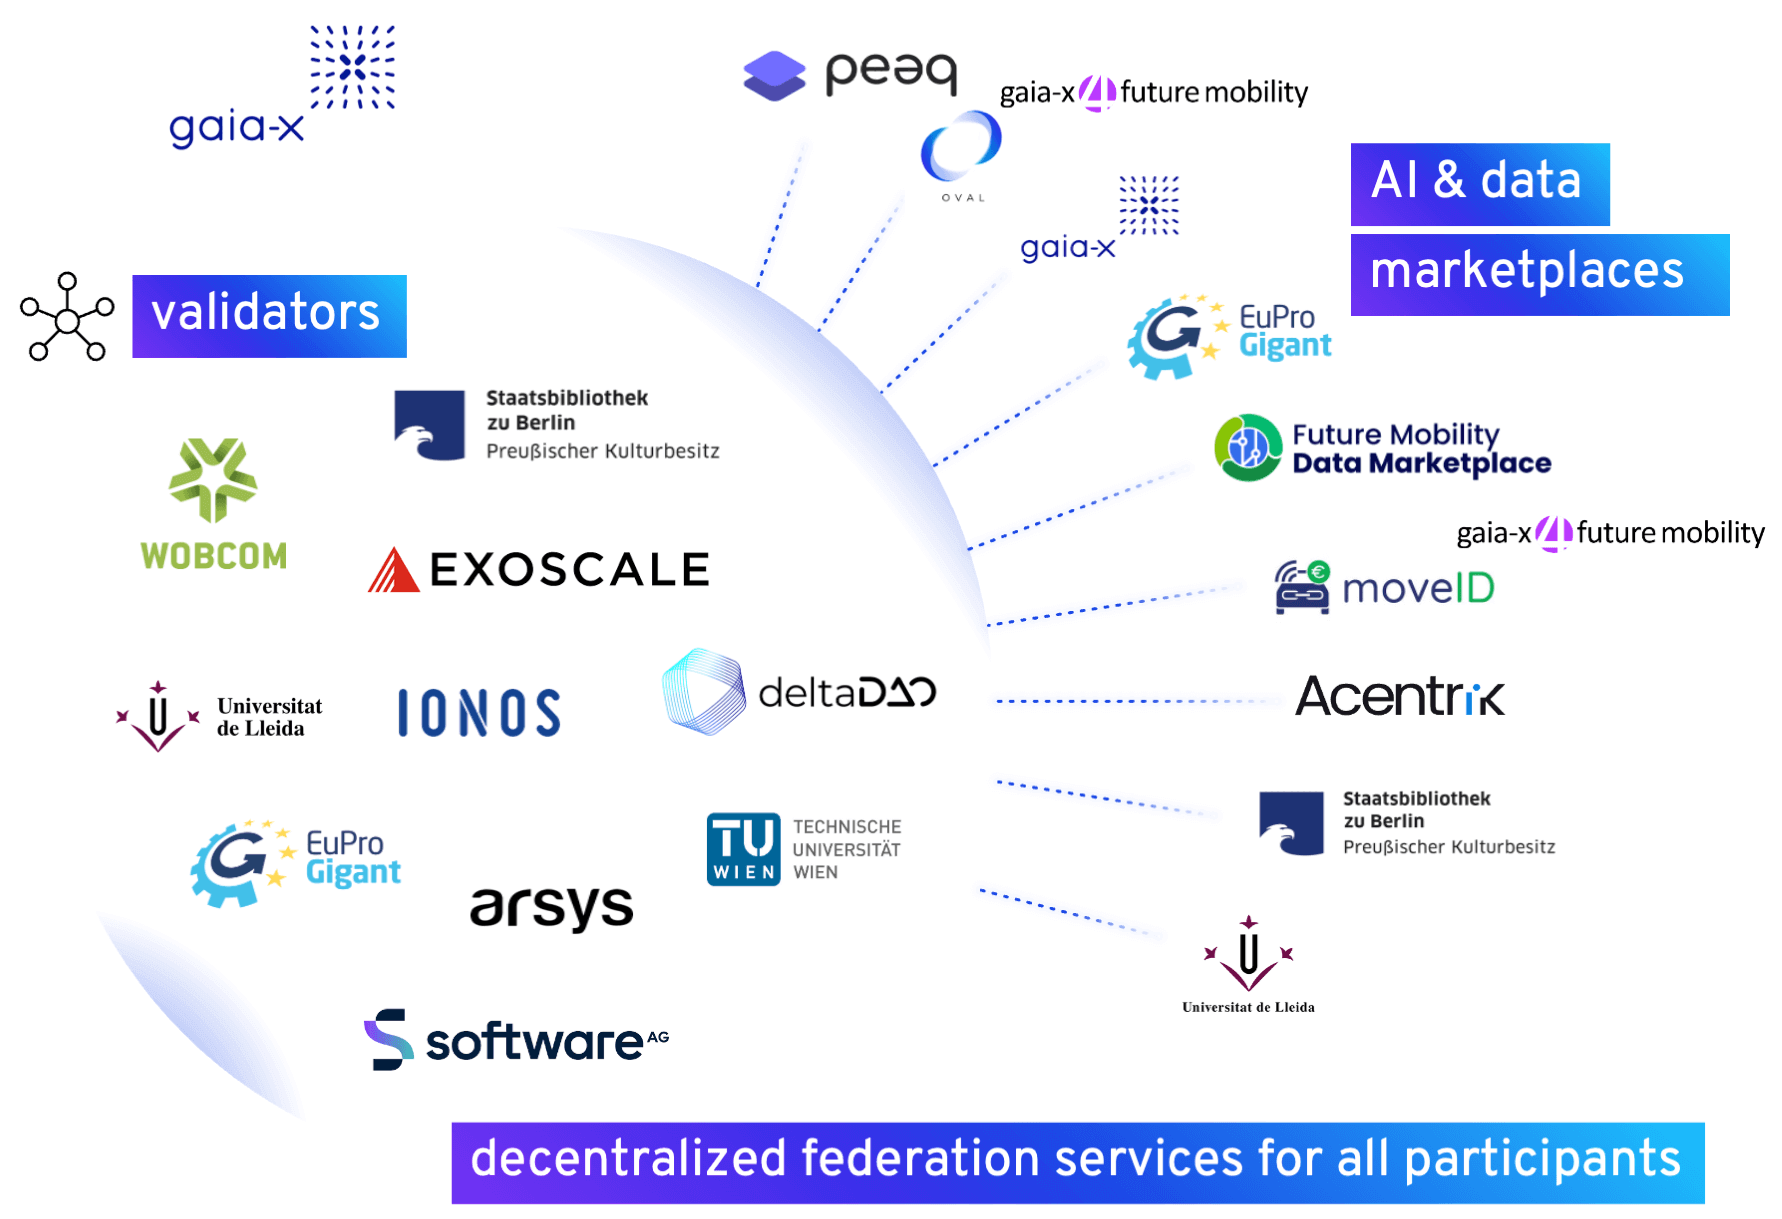 gaia-x
peaq
gaia-x 4 future mobility
OVAL
gaia-x
AI & data
marketplaces
validators
EuPro
Gigant
Staatsbibliothek
zu Berlin
Preußischer Kulturbesitz
WOBCOM
EXOSCALE
Future Mobility
Data Marketplace
gaia-x 4 future mobility
moveID
Universitat
de Lleida
IONOS
deltaDAO
Acentrik
EuPro
Gigant
arsys
TU
WIEN
TECHNISCHE
UNIVERSITÄT
WIEN
Staatsbibliothek
zu Berlin
Preußischer Kulturbesitz
Universitat de Lleida
software AG
decentralized federation services for all participants